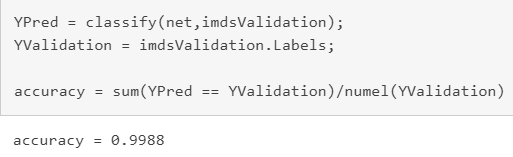 YPred = classify(net,imdsValidation);
YValidation = imdsValidation.Labels;
accuracy = sum(YPred == YValidation)/numel(YValidation)
accuracy = 0.9988